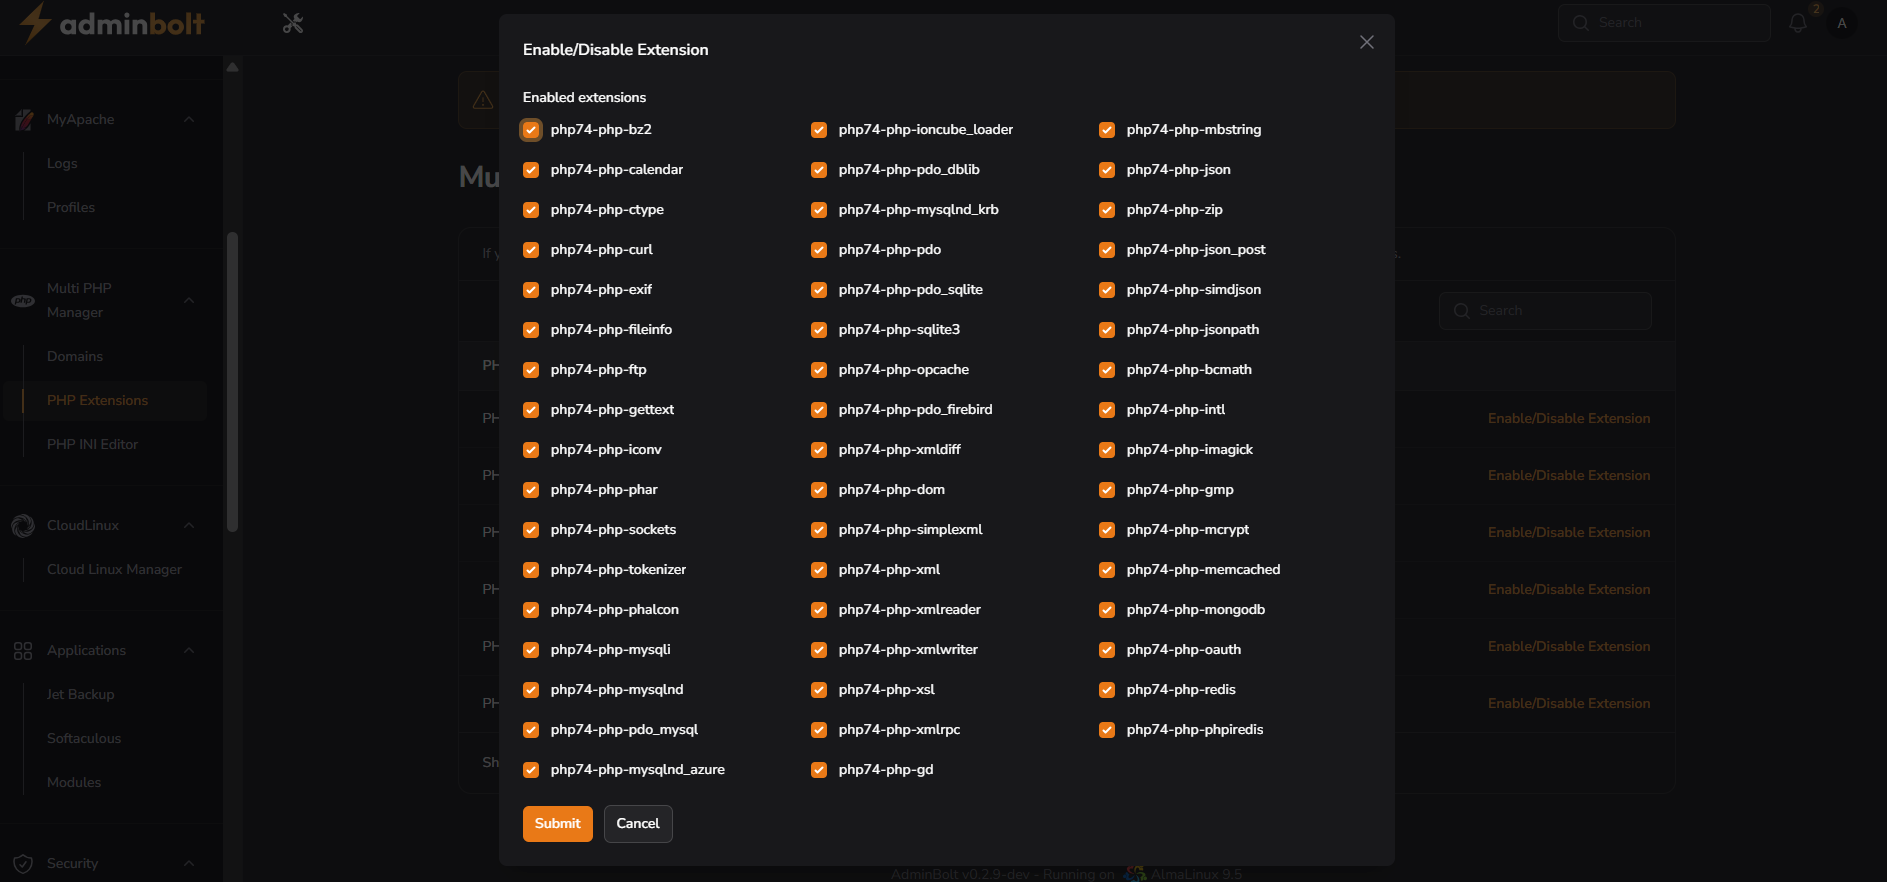 adminbolt
Search
2
A
MyApache
Logs
Profiles
Multi PHP
Manager
Domains
PHP Extensions
PHP INI Editor
CloudLinux
Cloud Linux Manager
Applications
Jet Backup
Softaculous
Modules
Security
Mu
If y
s.
Search
PH
PH
Enable/Disable Extension
PH
Enable/Disable Extension
PH
Enable/Disable Extension
PH
Enable/Disable Extension
PH
Enable/Disable Extension
PH
Enable/Disable Extension
Sh
Enable/Disable Extension
Enabled extensions
php74-php-bz2
php74-php-calendar
php74-php-ctype
php74-php-curl
php74-php-exif
php74-php-fileinfo
php74-php-ftp
php74-php-gettext
php74-php-iconv
php74-php-phar
php74-php-sockets
php74-php-tokenizer
php74-php-phalcon
php74-php-mysqli
php74-php-mysqlnd
php74-php-pdo_mysql
php74-php-mysqlnd_azure
php74-php-ioncube_loader
php74-php-pdo_dblib
php74-php-mysqlnd_krb
php74-php-pdo
php74-php-pdo_sqlite
php74-php-sqlite3
php74-php-opcache
php74-php-pdo_firebird
php74-php-xmldiff
php74-php-dom
php74-php-simplexml
php74-php-xml
php74-php-xmlreader
php74-php-xmlwriter
php74-php-xsl
php74-php-xmlrpc
php74-php-gd
php74-php-mbstring
php74-php-json
php74-php-zip
php74-php-json_post
php74-php-simdjson
php74-php-jsonpath
php74-php-bcmath
php74-php-intl
php74-php-imagick
php74-php-gmp
php74-php-mcrypt
php74-php-memcached
php74-php-mongodb
php74-php-oauth
php74-php-redis
php74-php-phpiredis
Submit
Cancel
AdminBolt v0.2.9-dev - Running on AlmaLinux 9.5